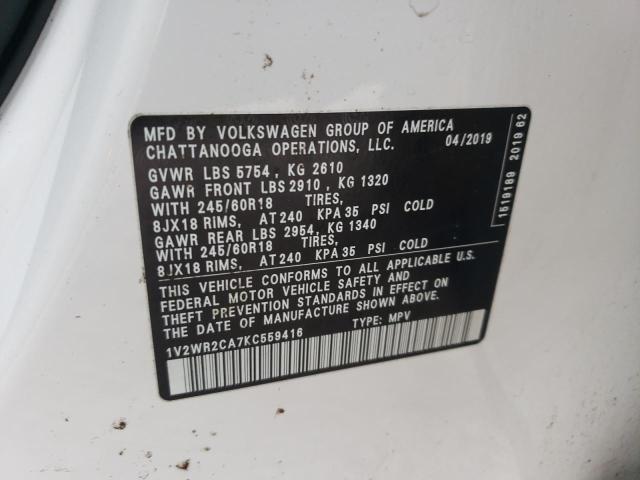 MFD BY VOLKSWAGEN GROUP OF AMERICA
CHATTANOOGA OPERATIONS, LLC. 04/2019
GVWR LBS 5754 , KG 2610
GAWR FRONT LBS 2910 , KG 1320
WITH 245/60R18 TIRES,
8JX18 RIMS, AT 240 KPA 35 PSI COLD
GAWR REAR LBS 2954, KG 1340
WITH 245/60R18 TIRES,
8JX18 RIMS, AT 240 KPA 35 PSI COLD
THIS VEHICLE CONFORMS TO ALL APPLICABLE U.S.
FEDERAL MOTOR VEHICLE SAFETY AND
THEFT PREVENTION STANDARDS IN EFFECT ON
THE DATE OF MANUFACTURE SHOWN ABOVE.
1V2WR2CA7KC559416 TYPE: MPV
1519189 2019 62